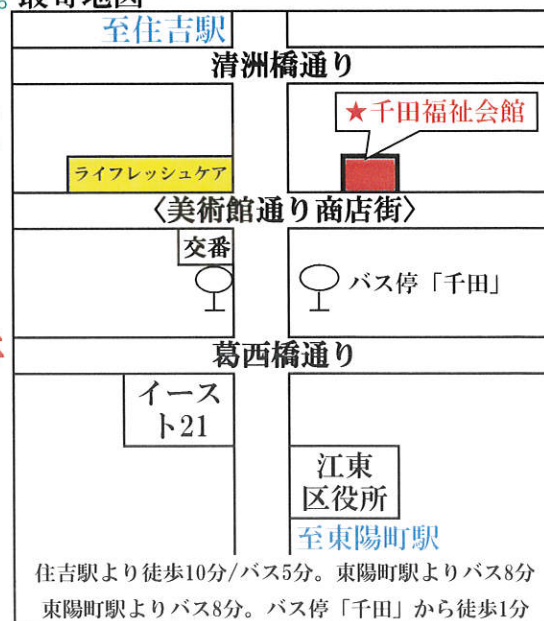 最寄地図
至住吉駅
清洲橋通り
★千田福祉会館
ライフレッシュケア
〈美術館通り商店街〉
交番
バス停「千田」
葛西橋通り
イース
ト21
江東
区役所
至東陽町駅
住吉駅より徒歩10分/バス5分。東陽町駅よりバス8分
東陽町駅よりバス8分。バス停「千田」から徒歩1分